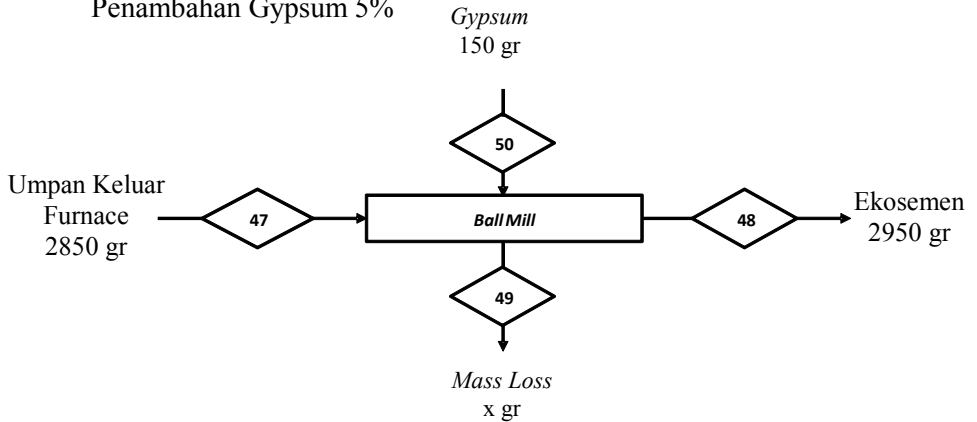 Penambahan Gypsum 5%
Gypsum
150 gr
50
Umpan Keluar
Furnace
2850 gr
47
Ball Mill
48
Ekosemen
2950 gr
49
Mass Loss
x gr